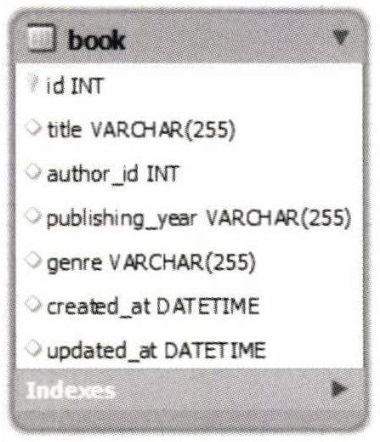 book
id INT
title VARCHAR(255)
author_id INT
publishing_year VARCHAR(255)
genre VARCHAR(255)
created_at DATETIME
updated_at DATETIME
Indexes